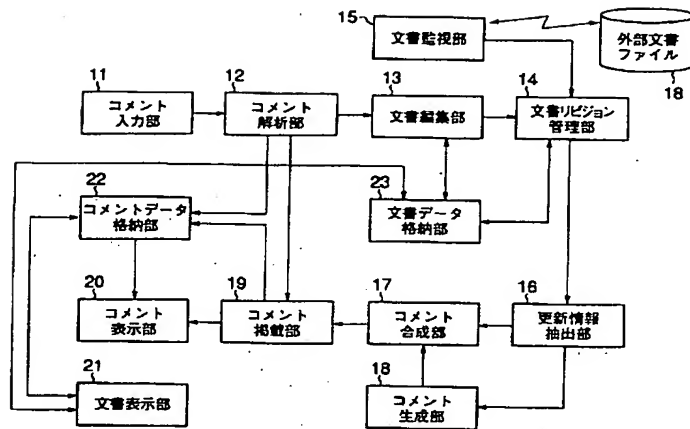 15
文書監視部
外部文書
ファイル
18
11
コメント
入力部
12
コメント
解析部
13
文書編集部
14
文書リビジョン
管理部
22
コメントデータ
格納部
23
文書データ
格納部
20
コメント
表示部
19
コメント
掲載部
17
コメント
合成部
16
更新情報
抽出部
21
文書表示部
18
コメント
生成部